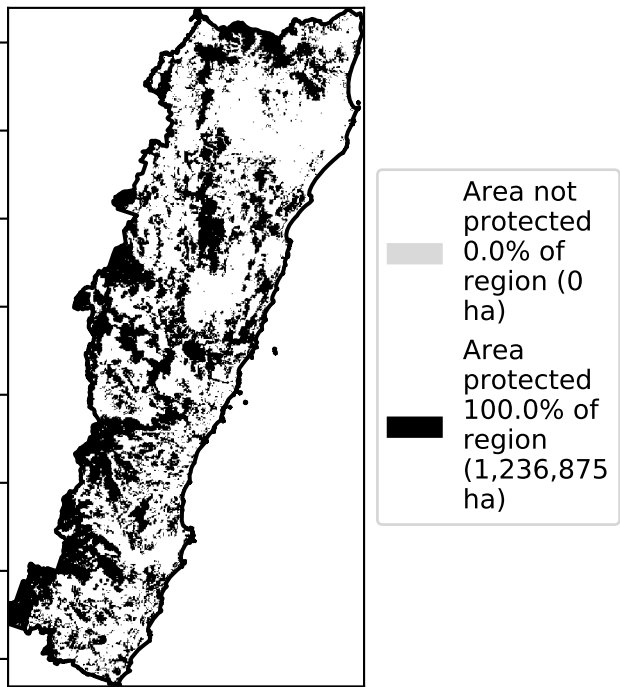 Area not
protected
0.0% of
region (0
ha)
Area
protected
100.0% of
region
(1,236,875
ha)